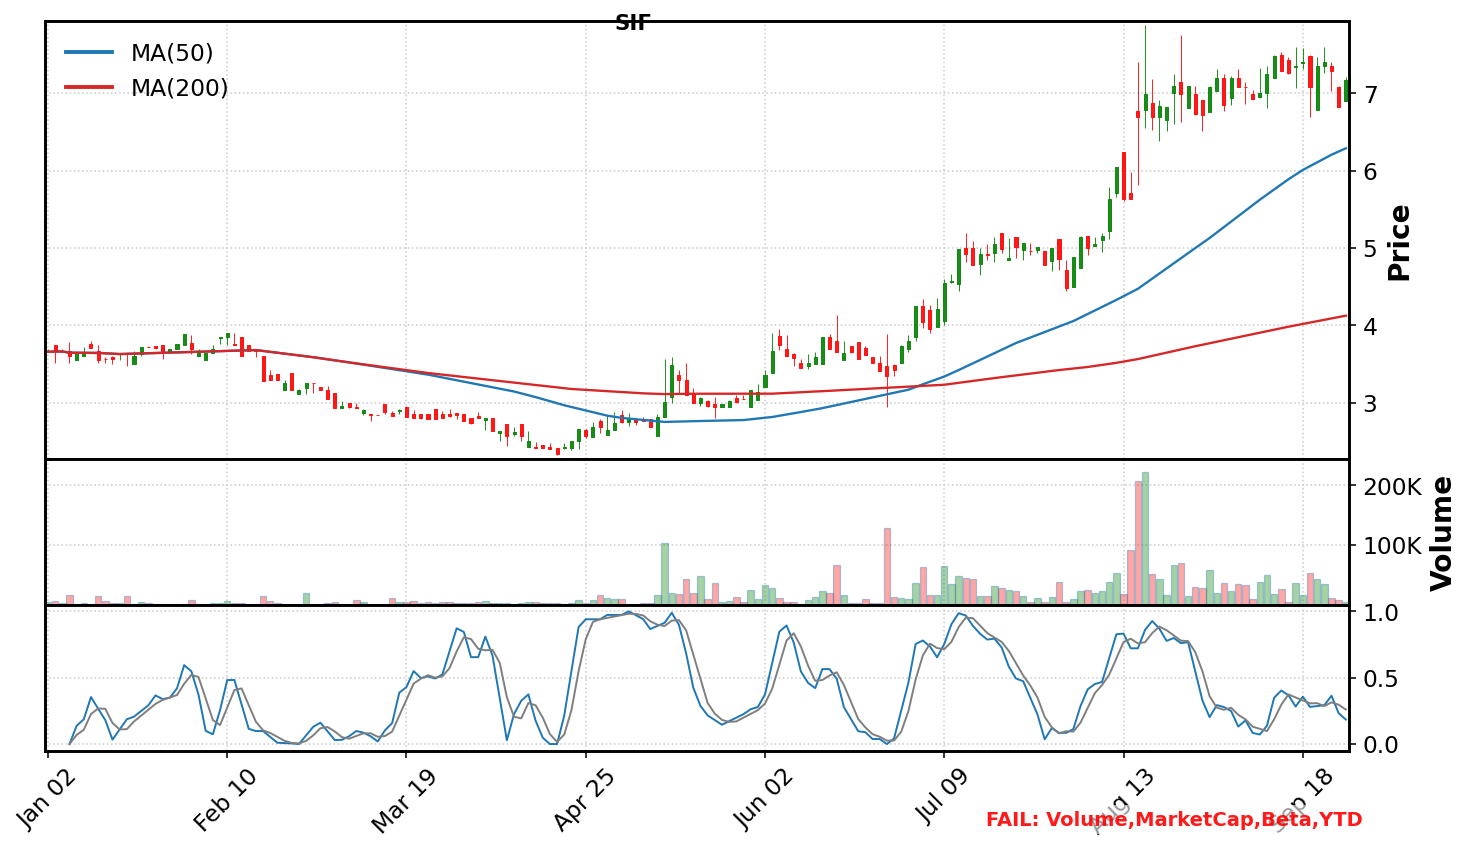 SIF
MA(50)
MA(200)
7
6
5
4
3
Price
200K
100K
Volume
1.0
0.5
0.0
Jan 02
Feb 10
Mar 19
Apr 25
Jun 02
Jul 09
Aug 13
Sep 18
FAIL: Volume,MarketCap,Beta,YTD